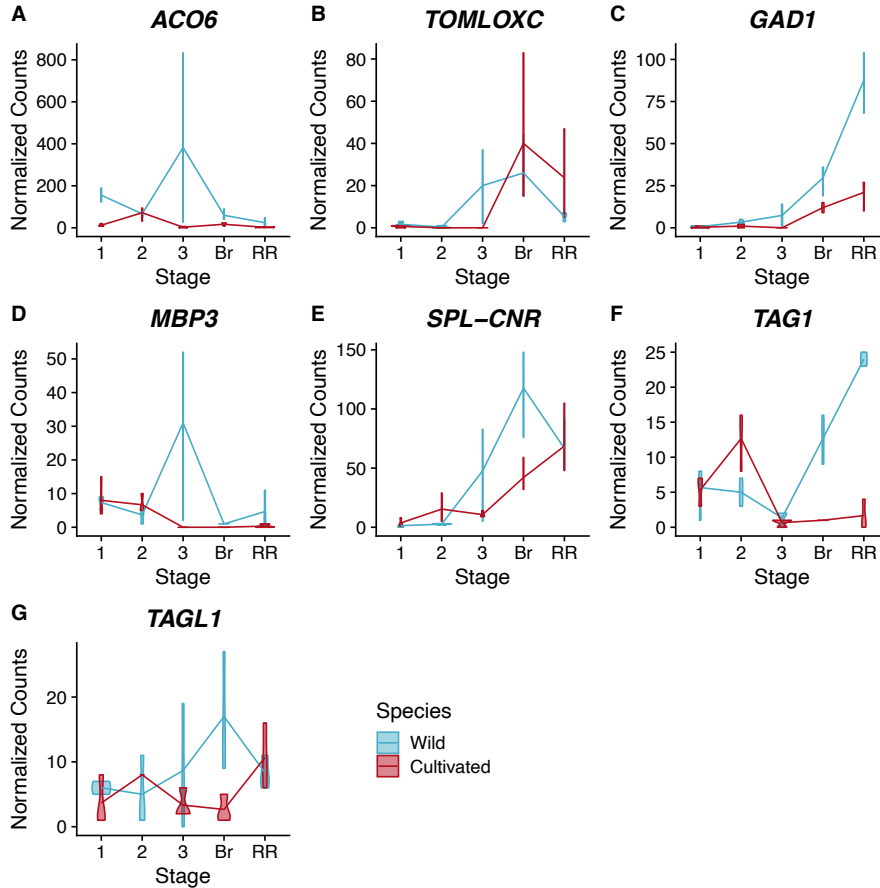 A ACO6
Normalized Counts
800
600
400
200
0
1 2 3 Br RR
Stage
B TOMLOXC
Normalized Counts
80
60
40
20
0
1 2 3 Br RR
Stage
C GAD1
Normalized Counts
100
75
50
25
0
1 2 3 Br RR
Stage
D MBP3
Normalized Counts
50
40
30
20
10
0
1 2 3 Br RR
Stage
E SPL−CNR
Normalized Counts
150
100
50
0
1 2 3 Br RR
Stage
F TAG1
Normalized Counts
25
20
15
10
5
0
1 2 3 Br RR
Stage
G TAGL1
Normalized Counts
20
10
0
1 2 3 Br RR
Stage
Species
Wild
Cultivated